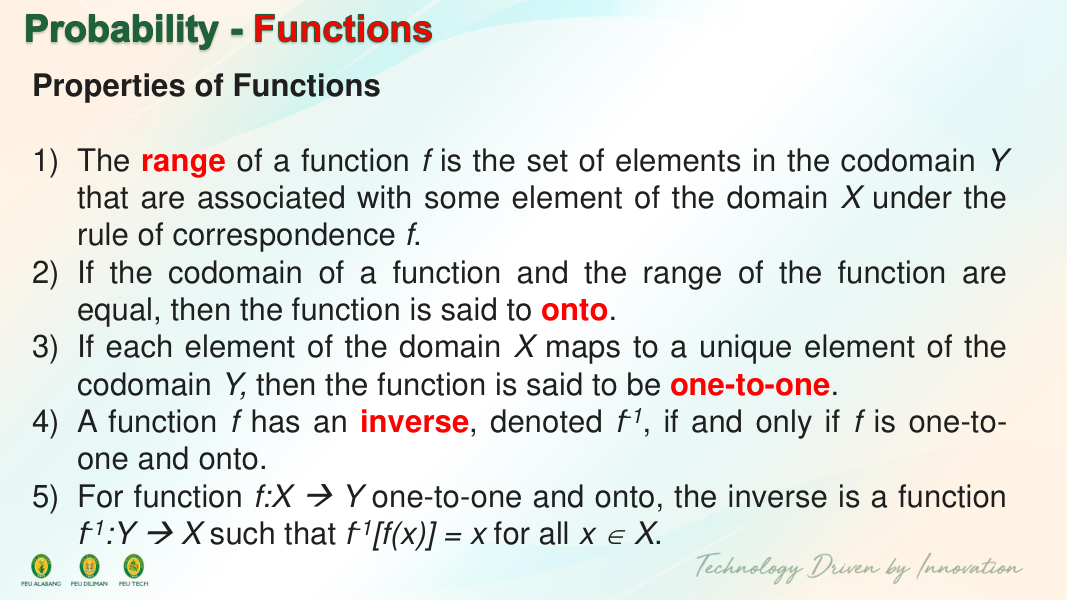 Probability - Functions
Properties of Functions
1) The range of a function f is the set of elements in the codomain Y
that are associated with some element of the domain X under the
rule of correspondence f.
2) If the codomain of a function and the range of the function are
equal, then the function is said to onto.
3) If each element of the domain X maps to a unique element of the
codomain Y, then the function is said to be one-to-one.
4) A function f has an inverse, denoted f⁻¹, if and only if f is one-to-
one and onto.
5) For function f:X → Y one-to-one and onto, the inverse is a function
f⁻¹:Y → X such that f⁻¹[f(x)] = x for all x ∈ X.
FEU ALABANG FEU DILIMAN FEU TECH
Technology Driven by Innovation